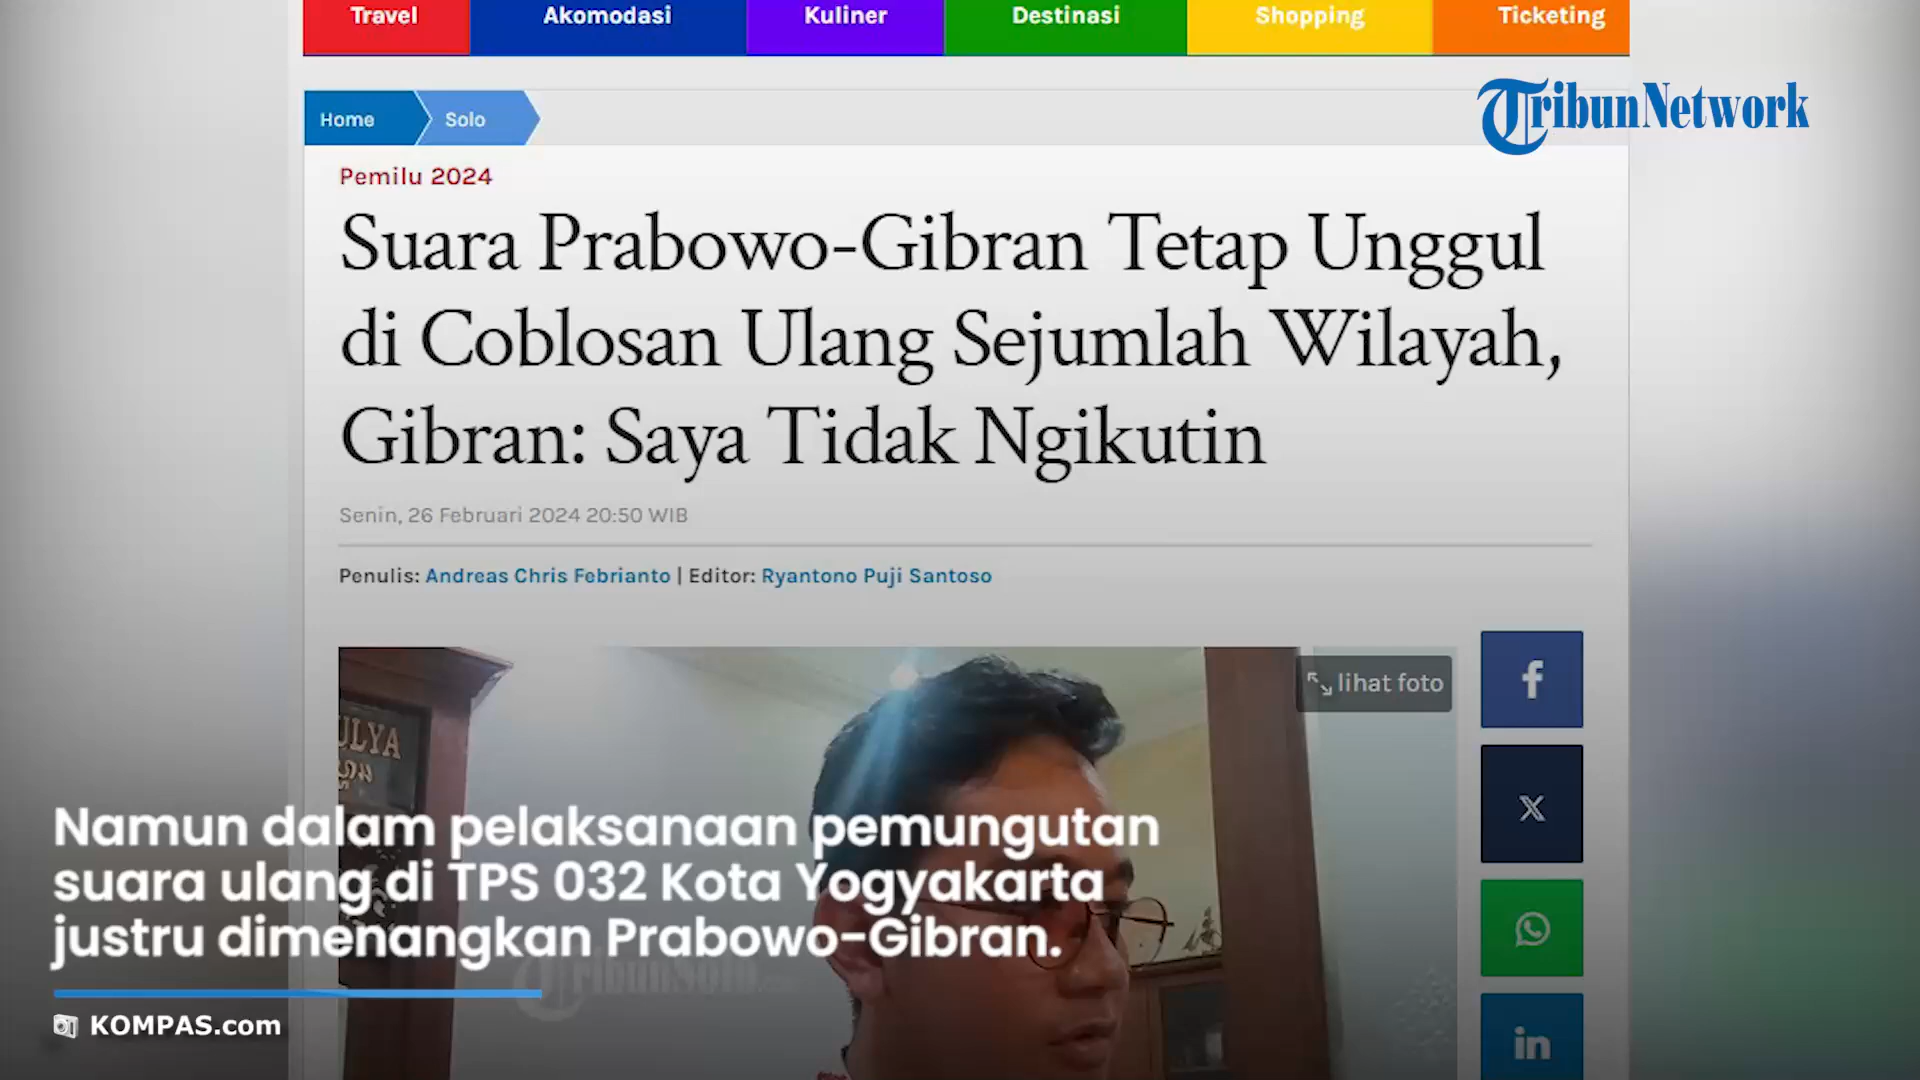 Travel Akomodasi Kuliner Destinasi Shopping Ticketing
TribunNetwork
Home Solo
Pemilu 2024
Suara Prabowo-Gibran Tetap Unggul
di Coblosan Ulang Sejumlah Wilayah,
Gibran: Saya Tidak Ngikutin
Senin, 26 Februari 2024 20:50 WIB
Penulis: Andreas Chris Febrianto | Editor: Ryantono Puji Santoso
lihat foto
ULYA
Namun dalam pelaksanaan pemungutan
suara ulang di TPS 032 Kota Yogyakarta
justru dimenangkan Prabowo-Gibran.
TribunSolo
KOMPAS.com